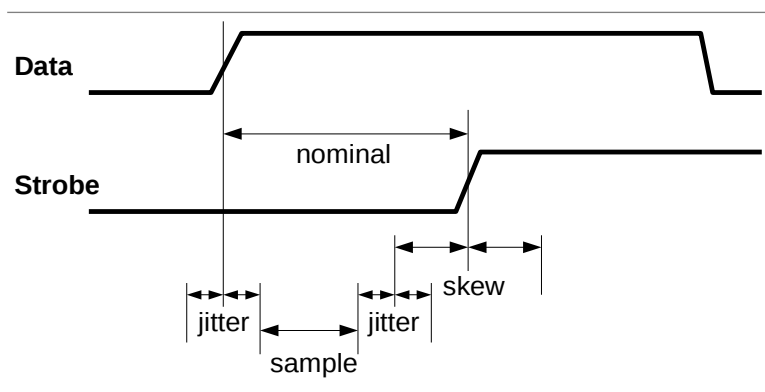 Data
nominal
Strobe
skew
jitter
jitter
sample